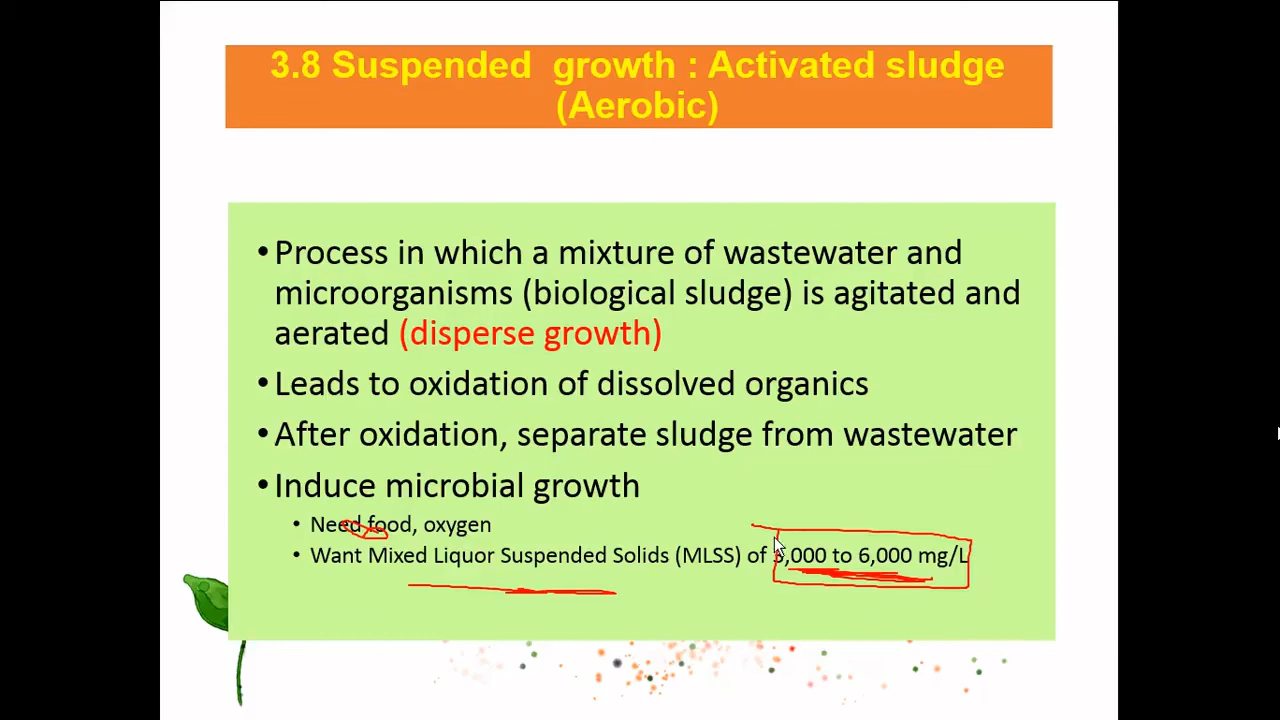 3.8 Suspended growth : Activated sludge
(Aerobic)
•Process in which a mixture of wastewater and
microorganisms (biological sludge) is agitated and
aerated (disperse growth)
•Leads to oxidation of dissolved organics
•After oxidation, separate sludge from wastewater
•Induce microbial growth
• Need food, oxygen
• Want Mixed Liquor Suspended Solids (MLSS) of 3,000 to 6,000 mg/L